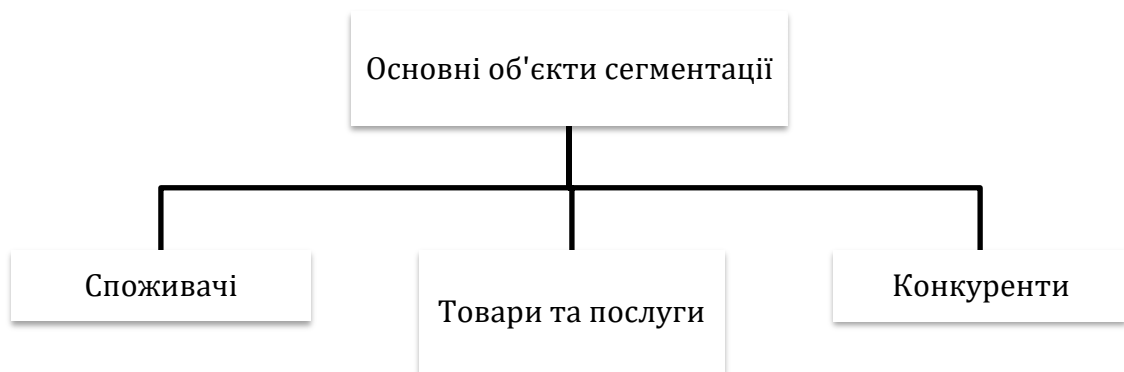 Основні об'єкти сегментації
Споживачі
Товари та послуги
Конкуренти